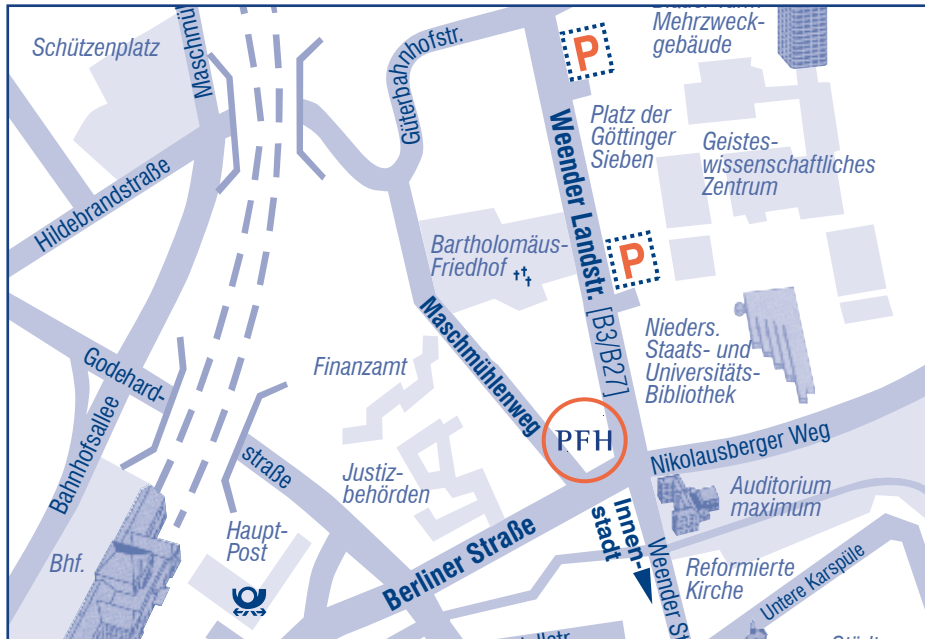 Mehrzweck-
gebäude
Schützenplatz
Güterbahnhofstr.
P
Weender Landstr. [B3/B27]
Platz der
Göttinger
Sieben
Geistes-
wissenschaftliches
Zentrum
Hildebrandstraße
Bartholomäus-
Friedhof
P
Maschmühlenweg
Nieders.
Staats- und
Universitäts-
Bibliothek
Finanzamt
Godehard-
straße
Bahnhofsallee
PFH
Nikolausberger Weg
Justiz-
behörden
Auditorium
maximum
Haupt-
Post
Bhf.
Berliner Straße
Innen-
stadt
Weender
Reformierte
Kirche
Untere Karspüle